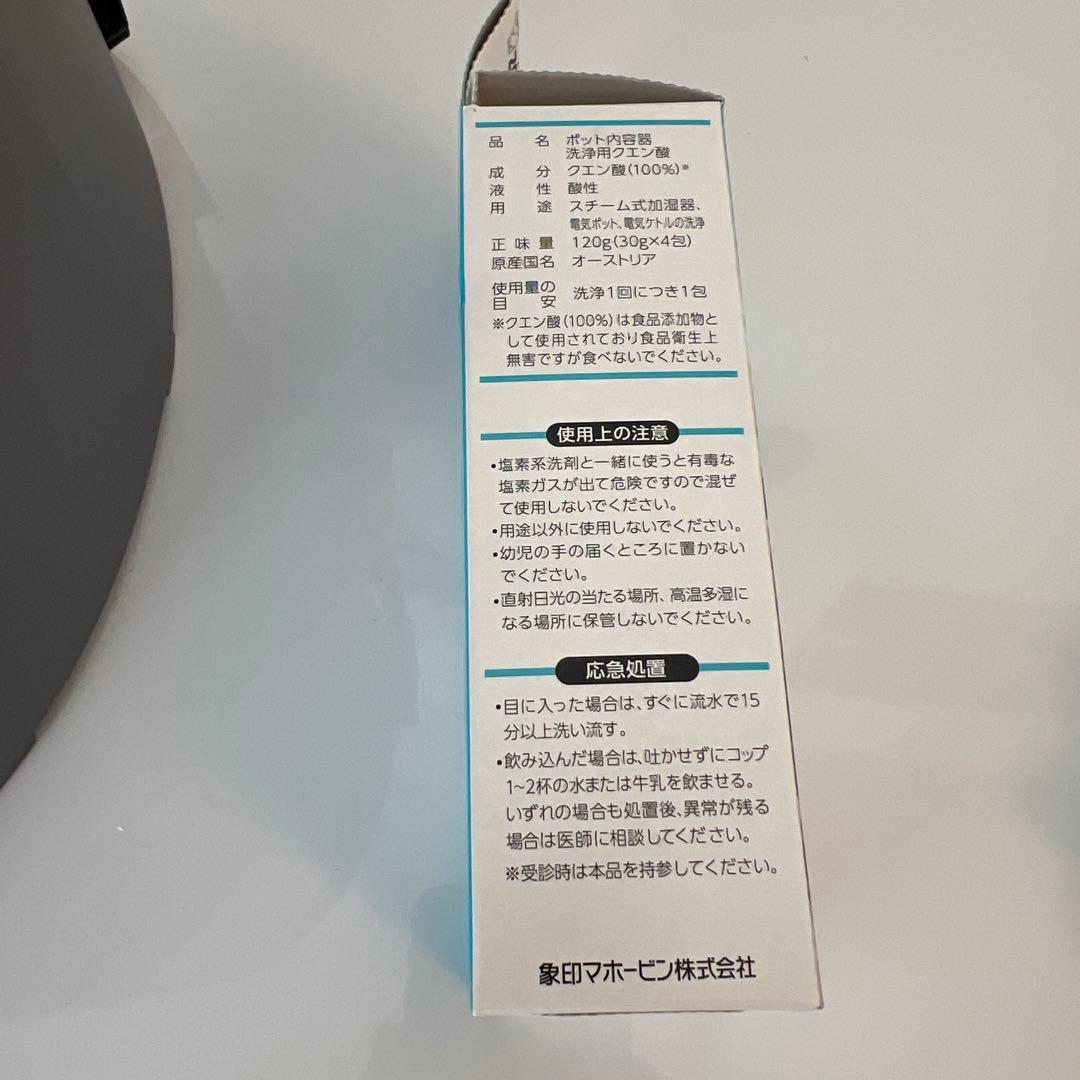 品名 ポット内容器
洗浄用クエン酸
成分 クエン酸(100%)※
液性 酸性
用途 スチーム式加湿器、
電気ポット、電気ケトルの洗浄
正味量 120g(30g×4包)
原産国名 オーストリア
使用量の目安 洗浄1回につき1包
※クエン酸(100%)は食品添加物と
して使用されており食品衛生上
無害ですが食べないでください。
使用上の注意
•塩素系洗剤と一緒に使うと有毒な
塩素ガスが出て危険ですので混ぜ
て使用しないでください。
•用途以外に使用しないでください。
•幼児の手の届くところに置かない
でください。
•直射日光の当たる場所、高温多湿に
なる場所に保管しないでください。
応急処置
•目に入った場合は、すぐに流水で15
分以上洗い流す。
•飲み込んだ場合は、吐かせずにコップ
1~2杯の水または牛乳を飲ませる。
いずれの場合も処置後、異常が残る
場合は医師に相談してください。
※受診時は本品を持参してください。
象印マホービン株式会社